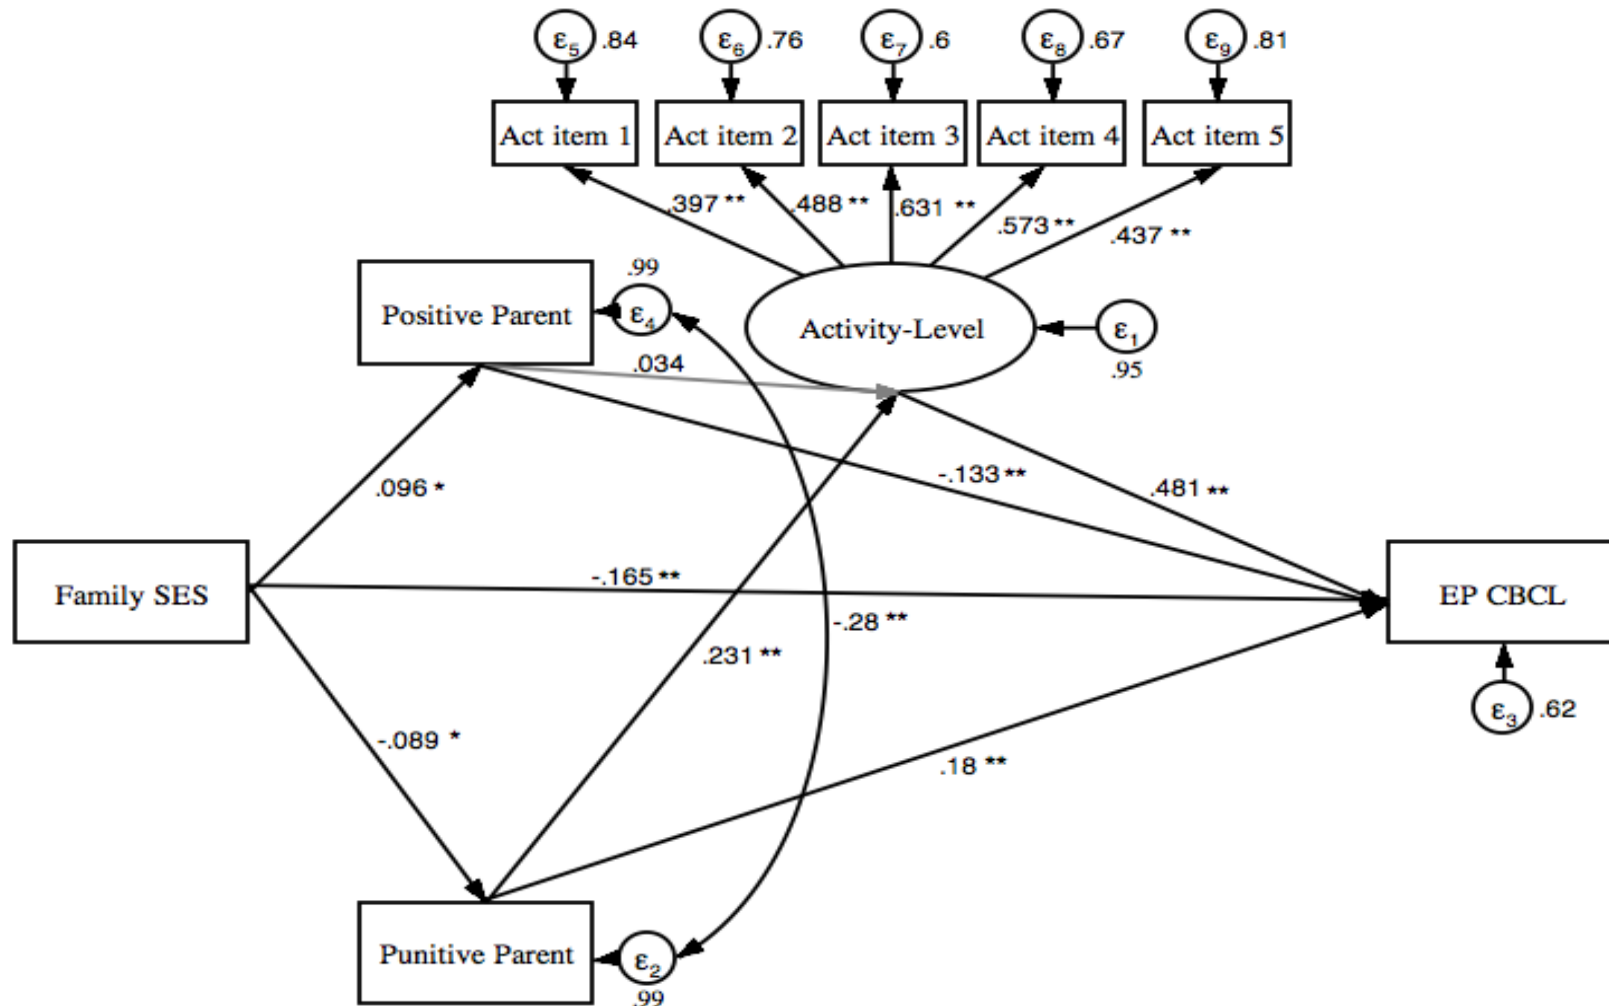 ε5 .84 ε6 .76 ε7 .6 ε8 .67 ε9 .81
Act item 1 Act item 2 Act item 3 Act item 4 Act item 5
.397 ** .488 ** .631 ** .573 ** .437 **
.99
Positive Parent ε4 Activity-Level ε1
.034 .95
-.133 **
.096 * .481 **
-.165 **
Family SES EP CBCL
-.28 **
.231 **
ε3 .62
-.089 *
.18 **
Punitive Parent ε2
.99